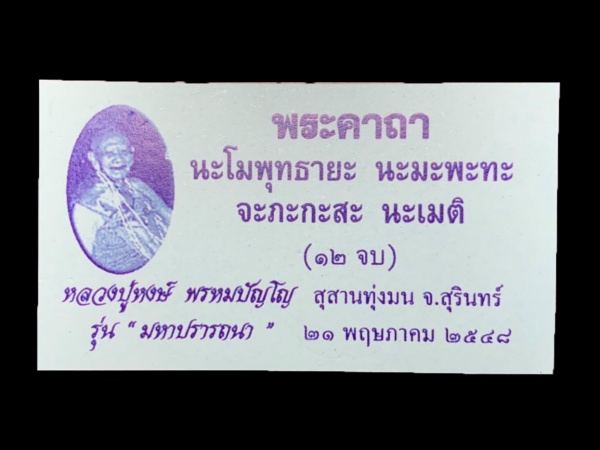 พระคาถา
นะโมพุทธายะ นะมะพะทะ
จะภะกะสะ นะเมติ
(๑๒ จบ)
หลวงปู่หงษ์ พรหมปัญโญ สุสานทุ่งมน จ.สุรินทร์
รุ่น " มหาปรารถนา " ๒๑ พฤษภาคม ๒๕๔๘